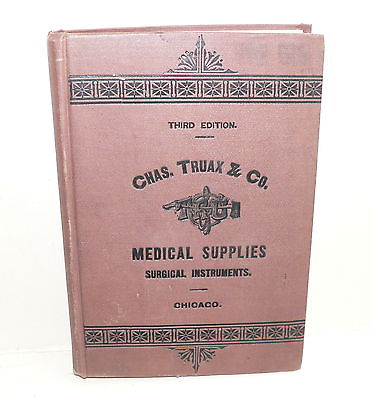 THIRD EDITION.
CHAS. TRUAX & CO.
MEDICAL SUPPLIES
SURGICAL INSTRUMENTS.
CHICAGO.